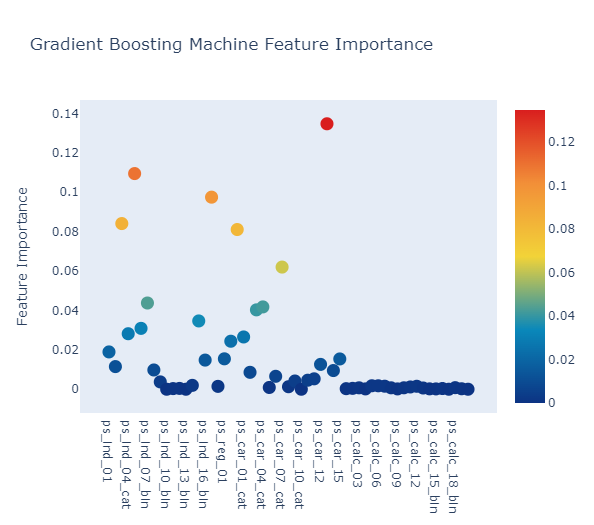 Gradient Boosting Machine Feature Importance
Feature Importance
0.14
0.12
0.1
0.08
0.06
0.04
0.02
0
0.12
0.1
0.08
0.06
0.04
0.02
0
ps_ind_01
ps_ind_04_cat
ps_ind_07_bin
ps_ind_10_bin
ps_ind_13_bin
ps_ind_16_bin
ps_reg_01
ps_car_01_cat
ps_car_04_cat
ps_car_07_cat
ps_car_10_cat
ps_car_12
ps_car_15
ps_calc_03
ps_calc_06
ps_calc_09
ps_calc_12
ps_calc_15_bin
ps_calc_18_bin